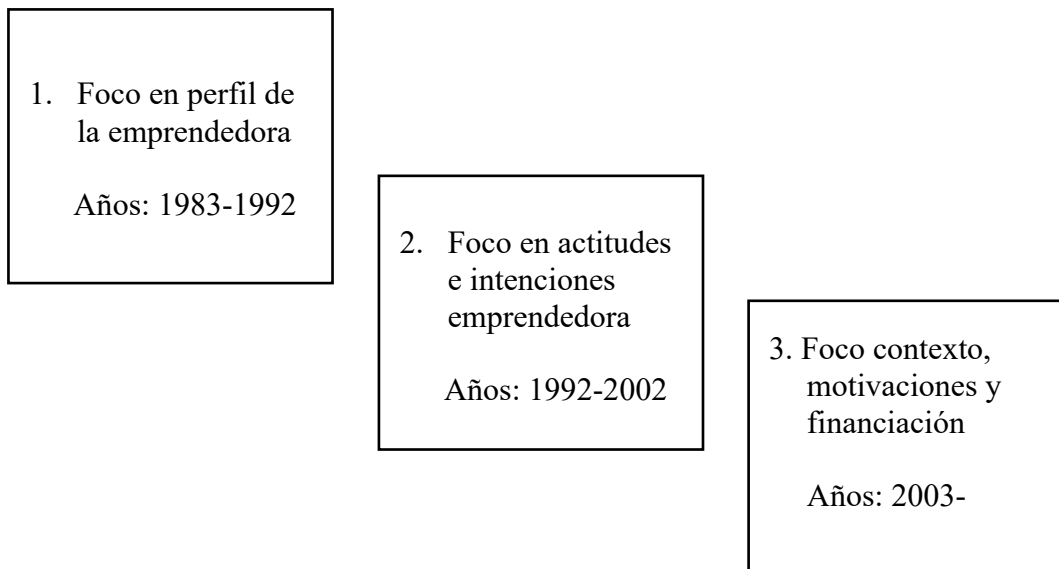 1. Foco en perfil de
la emprendedora
Años: 1983-1992
2. Foco en actitudes
e intenciones
emprendedora
Años: 1992-2002
3. Foco contexto,
motivaciones y
financiación
Años: 2003-